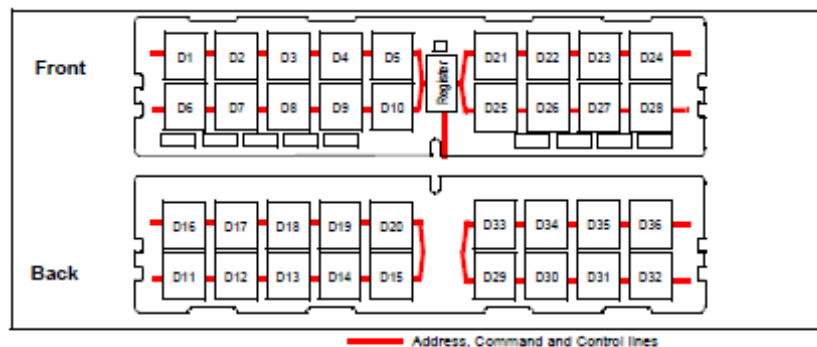 Front
D1 D2 D3 D4 D5 D21 D22 D23 D24
Register
D6 D7 D8 D9 D10 D25 D26 D27 D28
D16 D17 D18 D19 D20 D33 D34 D35 D36
Back
D11 D12 D13 D14 D15 D29 D30 D31 D32
Address, Command and Control lines